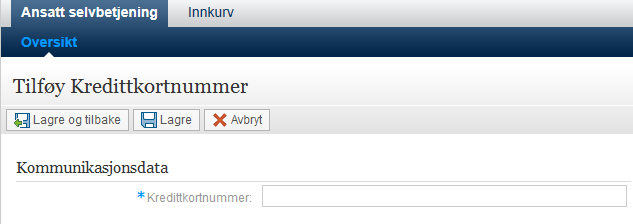 Ansatt selvbetjening Innkurv
Oversikt
Tilføy Kredittkortnummer
Lagre og tilbake Lagre Avbryt
Kommunikasjonsdata
* Kredittkortnummer: